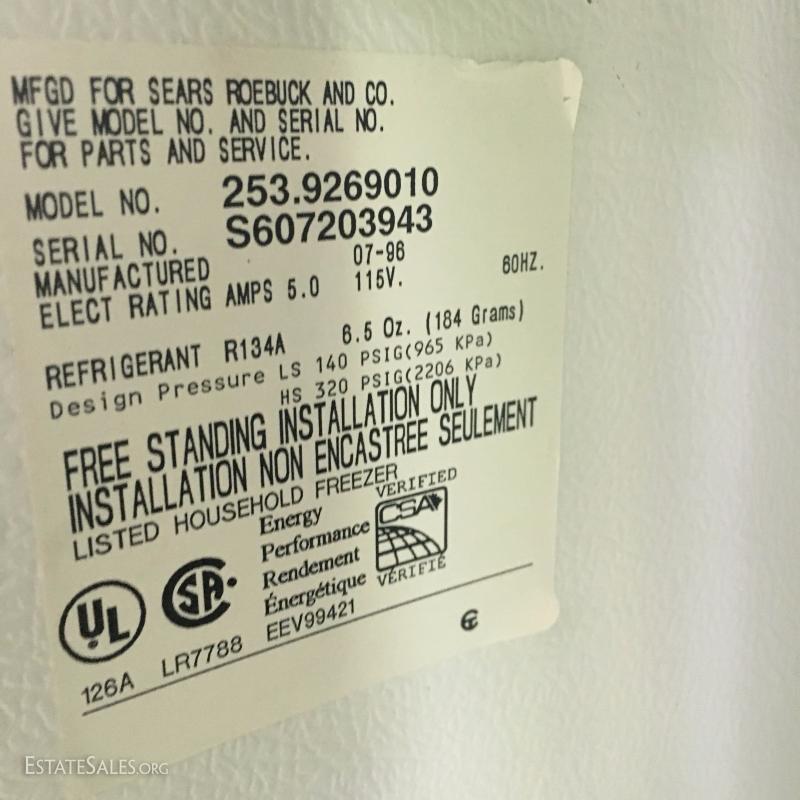 MFGD FOR SEARS ROEBUCK AND CO.
GIVE MODEL NO. AND SERIAL NO.
FOR PARTS AND SERVICE.
MODEL NO. 253.9269010
SERIAL NO. S607203943
MANUFACTURED 07-96
ELECT RATING AMPS 5.0 115V. 60HZ.
REFRIGERANT R134A 6.5 Oz. (184 Grams)
Design Pressure LS 140 PSIG(965 KPa)
HS 320 PSIG(2206 KPa)
FREE STANDING INSTALLATION ONLY
INSTALLATION NON ENCASTREE SEULEMENT
LISTED HOUSEHOLD FREEZER
UL
SA
Energy
Performance
Rendement
Énergétique
VERIFIED
CSA
VÉRIFIÉ
126A LR7788 EEV99421
ESTATESALES.ORG